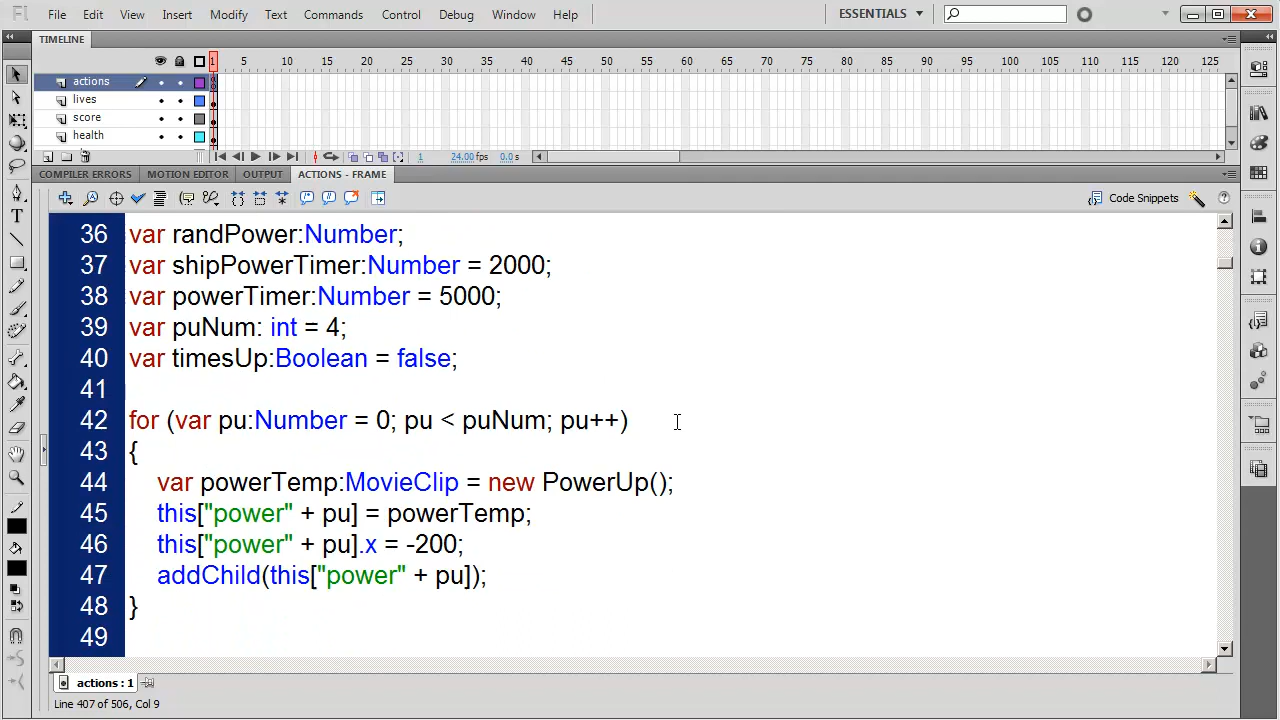 Fl File Edit View Insert Modify Text Commands Control Debug Window Help ESSENTIALS
TIMELINE
1 5 10 15 20 25 30 35 40 45 50 55 60 65 70 75 80 85 90 95 100 105 110 115 120 125
actions
lives
score
health
1 24.00 fps 0.0 s
COMPILER ERRORS MOTION EDITOR OUTPUT ACTIONS - FRAME
Code Snippets
36 var randPower:Number;
37 var shipPowerTimer:Number = 2000;
38 var powerTimer:Number = 5000;
39 var puNum: int = 4;
40 var timesUp:Boolean = false;
41
42 for (var pu:Number = 0; pu < puNum; pu++)
43 {
44 var powerTemp:MovieClip = new PowerUp();
45 this["power" + pu] = powerTemp;
46 this["power" + pu].x = -200;
47 addChild(this["power" + pu]);
48 }
49
actions : 1
Line 407 of 506, Col 9